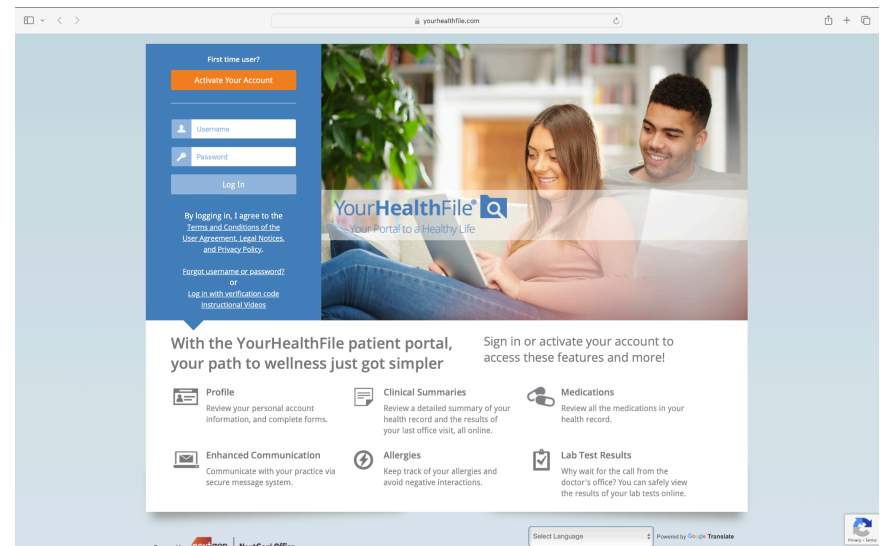 yourhealthfile.com
First time user?
Activate Your Account
Username
Password
Log In
By logging in, I agree to the
Terms and Conditions of the
User Agreement, Legal Notices,
and Privacy Policy.
Forgot username or password?
or
Log in with verification code
Instructional Videos
YourHealthFile®
Your Portal to a Healthy Life
With the YourHealthFile patient portal,
your path to wellness just got simpler
Sign in or activate your account to
access these features and more!
Profile
Review your personal account
information, and complete forms.
Clinical Summaries
Review a detailed summary of your
health record and the results of
your last office visit, all online.
Medications
Review all the medications in your
health record.
Enhanced Communication
Communicate with your practice via
secure message system.
Allergies
Keep track of your allergies and
avoid negative interactions.
Lab Test Results
Why wait for the call from the
doctor's office? You can safely view
the results of your lab tests online.
Select Language
Powered by Google Translate
Privacy - Terms